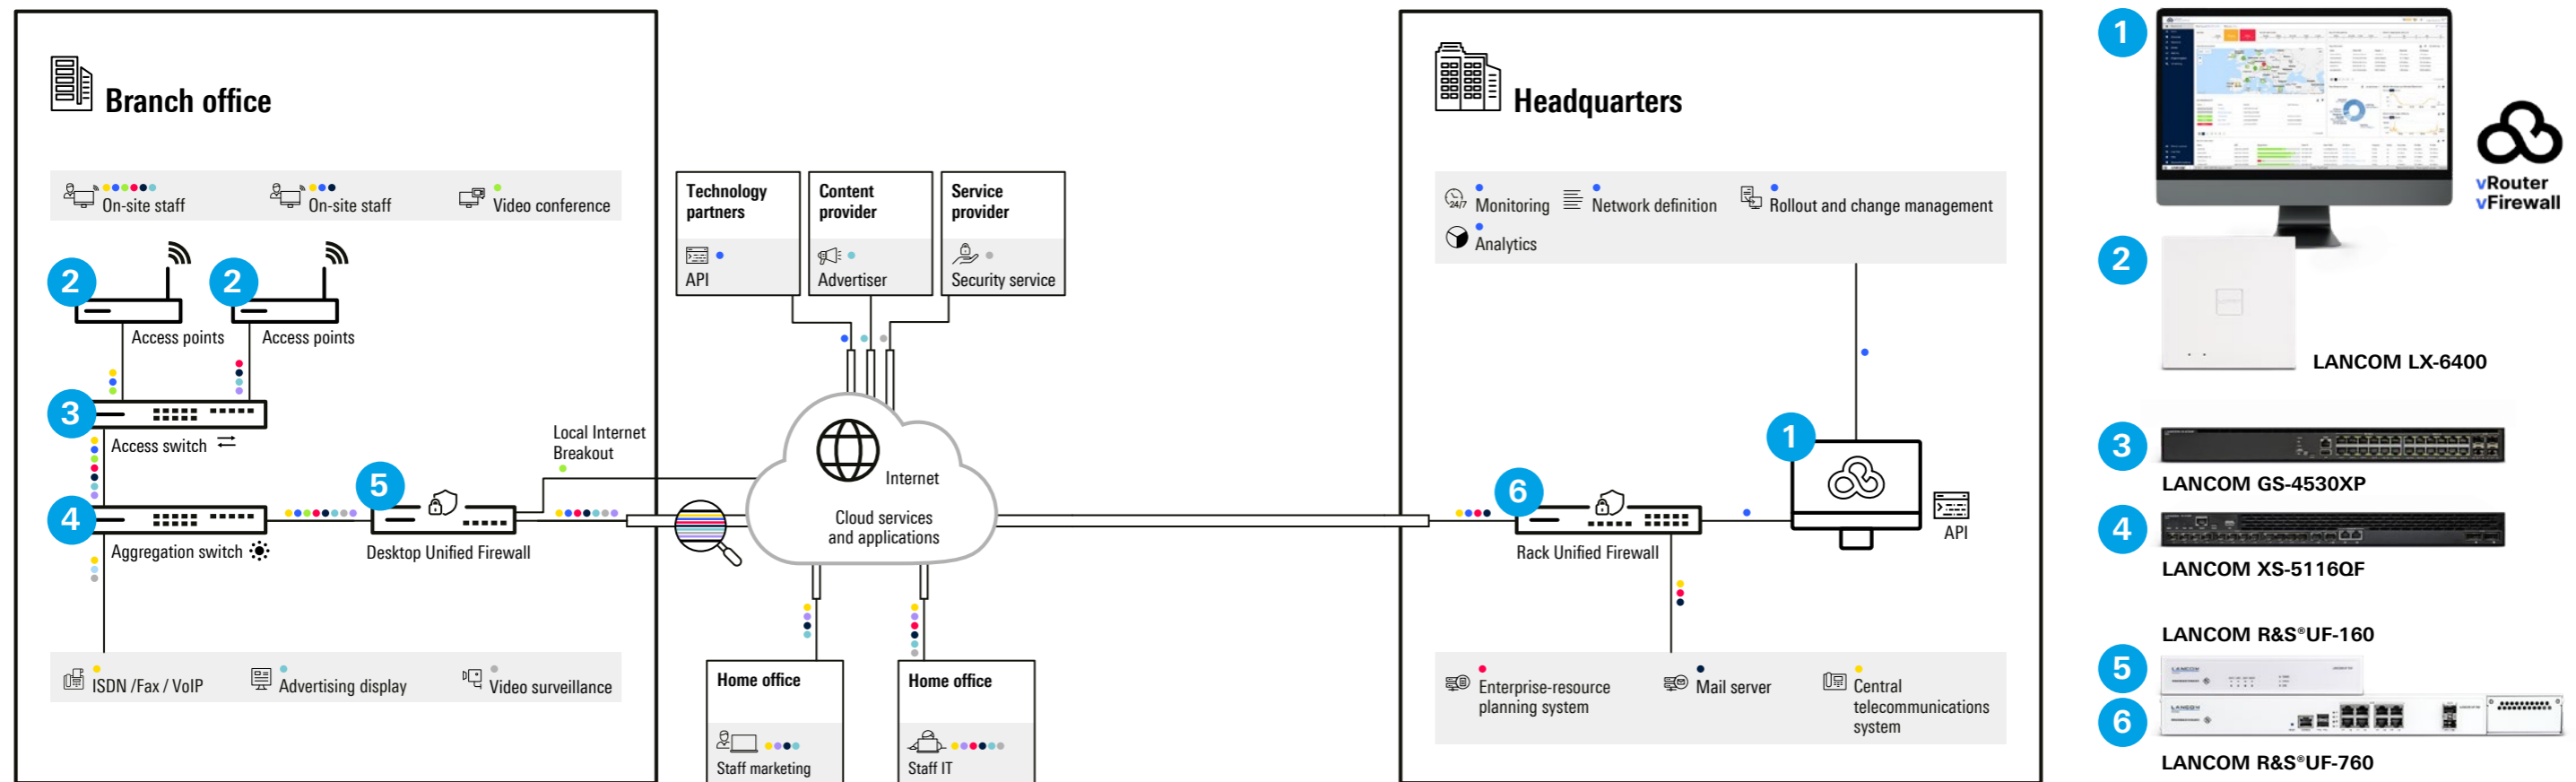 Branch office
On-site staff
On-site staff
Video conference
2
2
Access points
Access points
3
Access switch
4
Aggregation switch
5
Desktop Unified Firewall
Local Internet
Breakout
ISDN /Fax / VoIP
Advertising display
Video surveillance
Technology
partners
API
Content
provider
Advertiser
Service
provider
Security service
Internet
Cloud services
and applications
Home office
Staff marketing
Home office
Staff IT
Headquarters
24/7
Monitoring
Network definition
Rollout and change management
Analytics
1
API
6
Rack Unified Firewall
Enterprise-resource
planning system
Mail server
Central
telecommunications
system
1
vRouter
vFirewall
2
LANCOM LX-6400
3
LANCOM GS-4530XP
4
LANCOM XS-5116QF
LANCOM R&S®UF-160
5
LANCOM
6
LANCOM
LANCOM R&S®UF-760